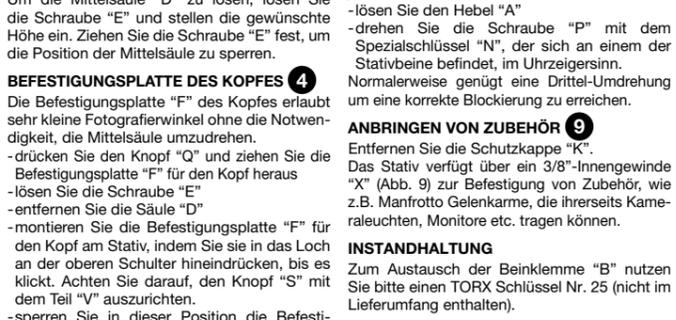 Um die Mittelsäule "D" zu lösen, lösen Sie
die Schraube "E" und stellen die gewünschte
Höhe ein. Ziehen Sie die Schraube "E" fest, um
die Position der Mittelsäule zu sperren.
BEFESTIGUNGSPLATTE DES KOPFES 4
Die Befestigungsplatte "F" des Kopfes erlaubt
sehr kleine Fotografierwinkel ohne die Notwen-
digkeit, die Mittelsäule umzudrehen.
-drücken Sie den Knopf "Q" und ziehen Sie die
Befestigungsplatte "F" für den Kopf heraus
-lösen Sie die Schraube "E"
-entfernen Sie die Säule "D"
-montieren Sie die Befestigungsplatte "F" für
den Kopf am Stativ, indem Sie sie in das Loch
an der oberen Schulter hineindrücken, bis es
klickt. Achten Sie darauf, den Knopf "S" mit
dem Teil "V" auszurichten.
-sperren Sie in dieser Position die Befesti-
-lösen Sie den Hebel "A"
-drehen Sie die Schraube "P" mit dem
Spezialschlüssel "N", der sich an einem der
Stativbeine befindet, im Uhrzeigersinn.
Normalerweise genügt eine Drittel-Umdrehung
um eine korrekte Blockierung zu erreichen.
ANBRINGEN VON ZUBEHÖR 9
Entfernen Sie die Schutzkappe "K".
Das Stativ verfügt über ein 3/8"-Innengewinde
"X" (Abb. 9) zur Befestigung von Zubehör, wie
z.B. Manfrotto Gelenkarme, die ihrerseits Kame-
raleuchten, Monitore etc. tragen können.
INSTANDHALTUNG
Zum Austausch der Beinklemme "B" nutzen
Sie bitte einen TORX Schlüssel Nr. 25 (nicht im
Lieferumfang enthalten).